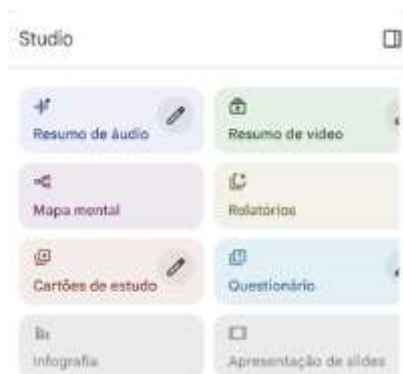 Studio
Resumo de áudio
Resumo de vídeo
Mapa mental
Relatórios
Cartões de estudo
Questionário
Infografia
Apresentação de slides